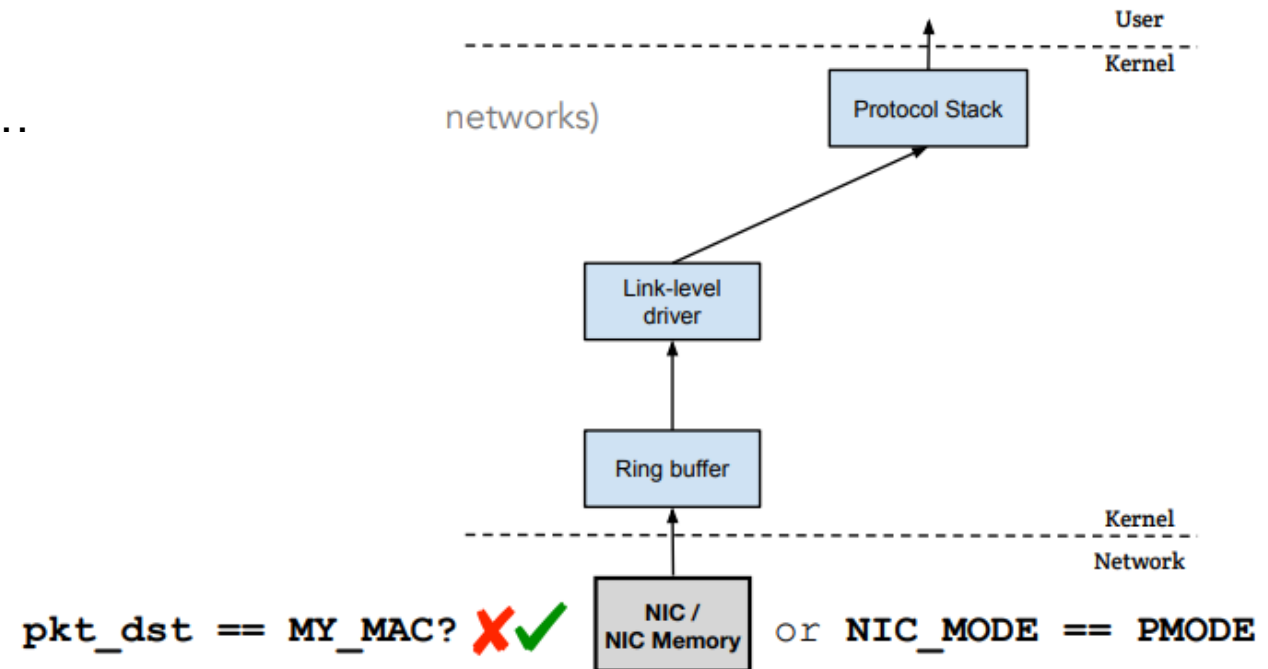 User
Kernel
..
networks)
Protocol Stack
Link-level
driver
Ring buffer
Kernel
Network
pkt_dst == MY_MAC? ✘✔
NIC /
NIC Memory
or NIC_MODE == PMODE